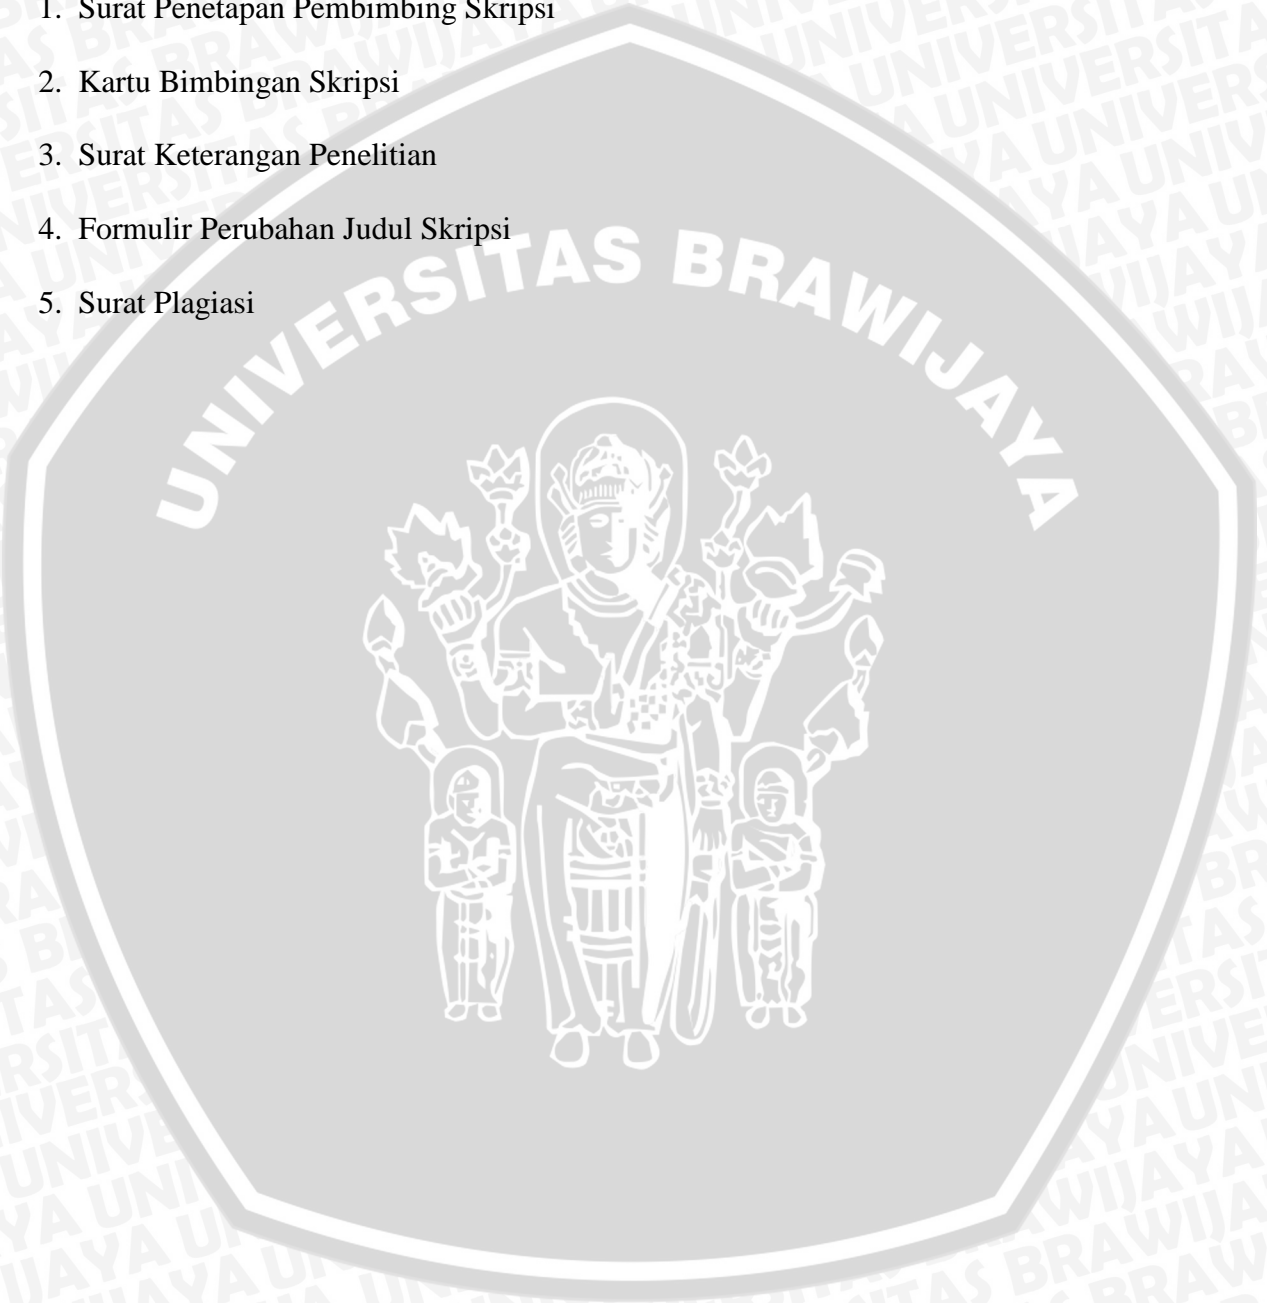 1. Surat Penetapan Pembimbing Skripsi
2. Kartu Bimbingan Skripsi
3. Surat Keterangan Penelitian
4. Formulir Perubahan Judul Skripsi
5. Surat Plagiasi
UNIVERSITAS BRAWIJAYA